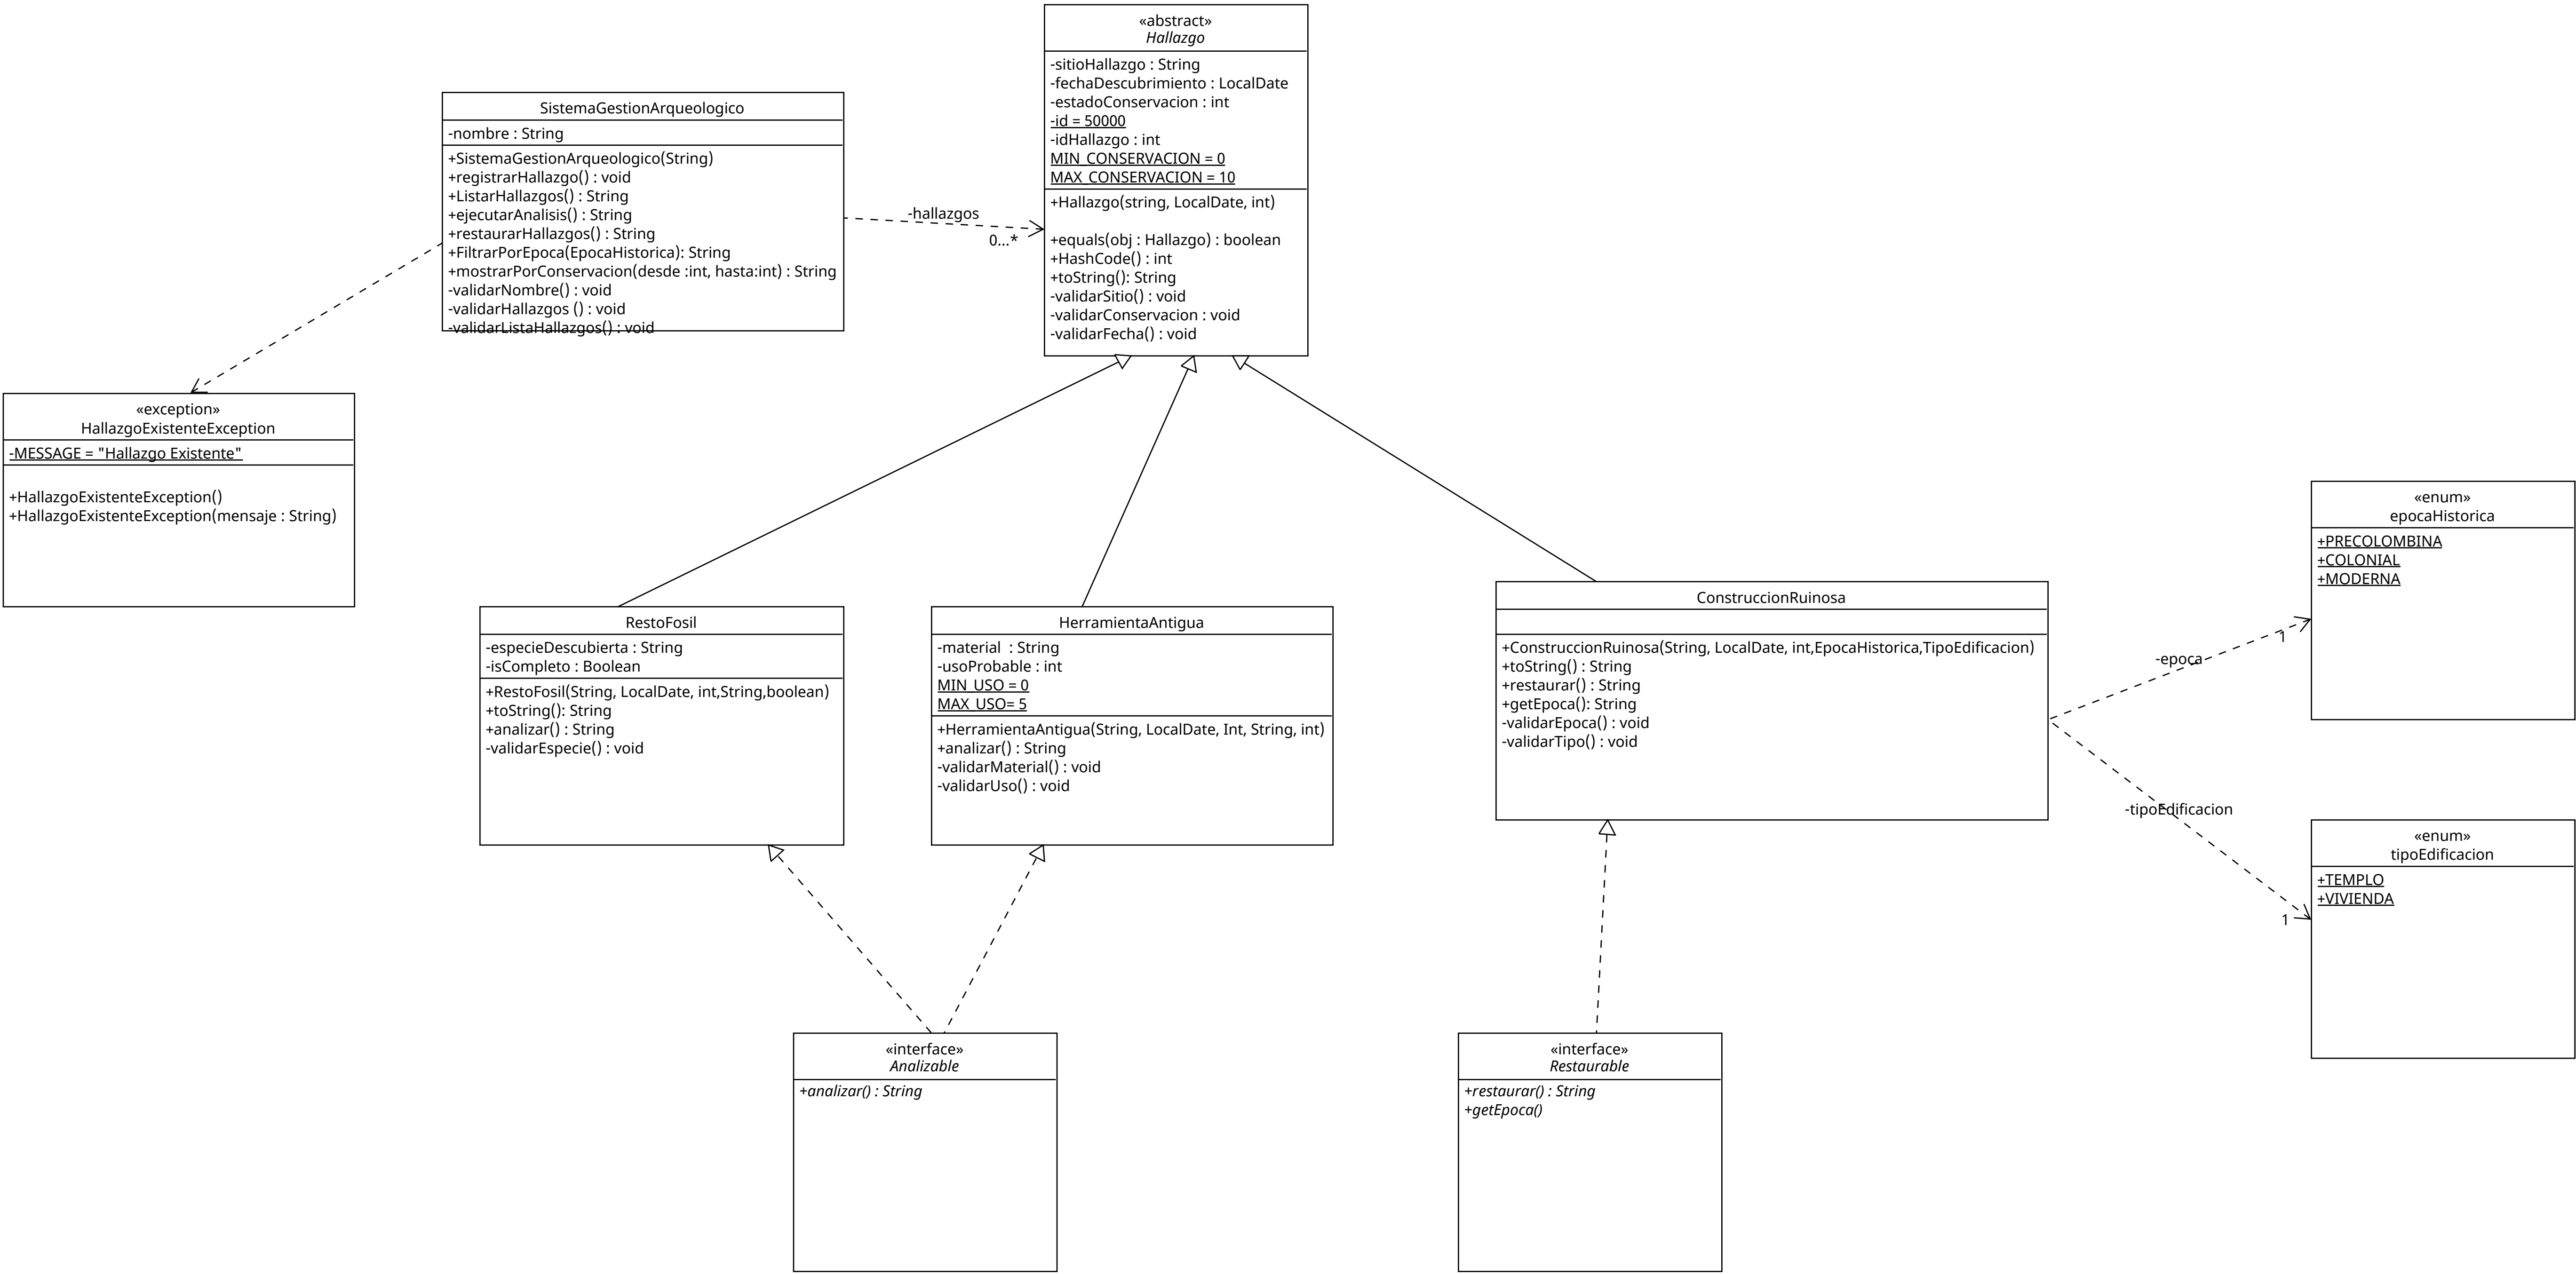 «abstract»
Hallazgo
-sitioHallazgo : String
-fechaDescubrimiento : LocalDate
-estadoConservacion : int
-id = 50000
-idHallazgo : int
MIN_CONSERVACION = 0
MAX_CONSERVACION = 10
+Hallazgo(string, LocalDate, int)
+equals(obj : Hallazgo) : boolean
+HashCode() : int
+toString(): String
-validarSitio() : void
-validarConservacion : void
-validarFecha() : void
SistemaGestionArqueologico
-nombre : String
+SistemaGestionArqueologico(String)
+registrarHallazgo() : void
+ListarHallazgos() : String
+ejecutarAnalisis() : String
+restaurarHallazgos() : String
+FiltrarPorEpoca(EpocaHistorica): String
+mostrarPorConservacion(desde :int, hasta:int) : String
-validarNombre() : void
-validarHallazgos () : void
-validarListaHallazgos() : void
-hallazgos
0...*
«exception»
HallazgoExistenteException
-MESSAGE = "Hallazgo Existente"
+HallazgoExistenteException()
+HallazgoExistenteException(mensaje : String)
«enum»
epocaHistorica
+PRECOLOMBINA
+COLONIAL
+MODERNA
RestoFosil
-especieDescubierta : String
-isCompleto : Boolean
+RestoFosil(String, LocalDate, int,String,boolean)
+toString(): String
+analizar() : String
-validarEspecie() : void
HerramientaAntigua
-material  : String
-usoProbable : int
MIN_USO = 0
MAX_USO= 5
+HerramientaAntigua(String, LocalDate, Int, String, int)
+analizar() : String
-validarMaterial() : void
-validarUso() : void
ConstruccionRuinosa
+ConstruccionRuinosa(String, LocalDate, int,EpocaHistorica,TipoEdificacion)
+toString() : String
+restaurar() : String
+getEpoca(): String
-validarEpoca() : void
-validarTipo() : void
-epoca
1
-tipoEdificacion
1
«enum»
tipoEdificacion
+TEMPLO
+VIVIENDA
«interface»
Analizable
+analizar() : String
«interface»
Restaurable
+restaurar() : String
+getEpoca()